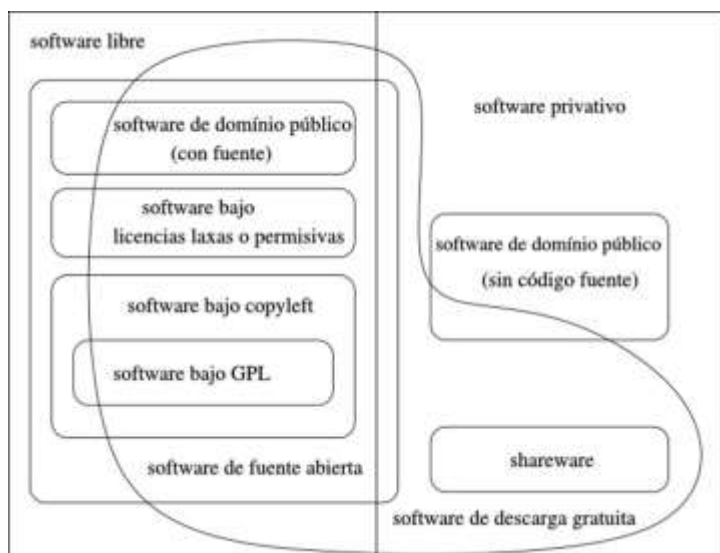 software libre
software de domínio público
(con fuente)
software bajo
licencias laxas o permisivas
software bajo copyleft
software bajo GPL
software de fuente abierta
software privativo
software de domínio público
(sin código fuente)
shareware
software de descarga gratuita